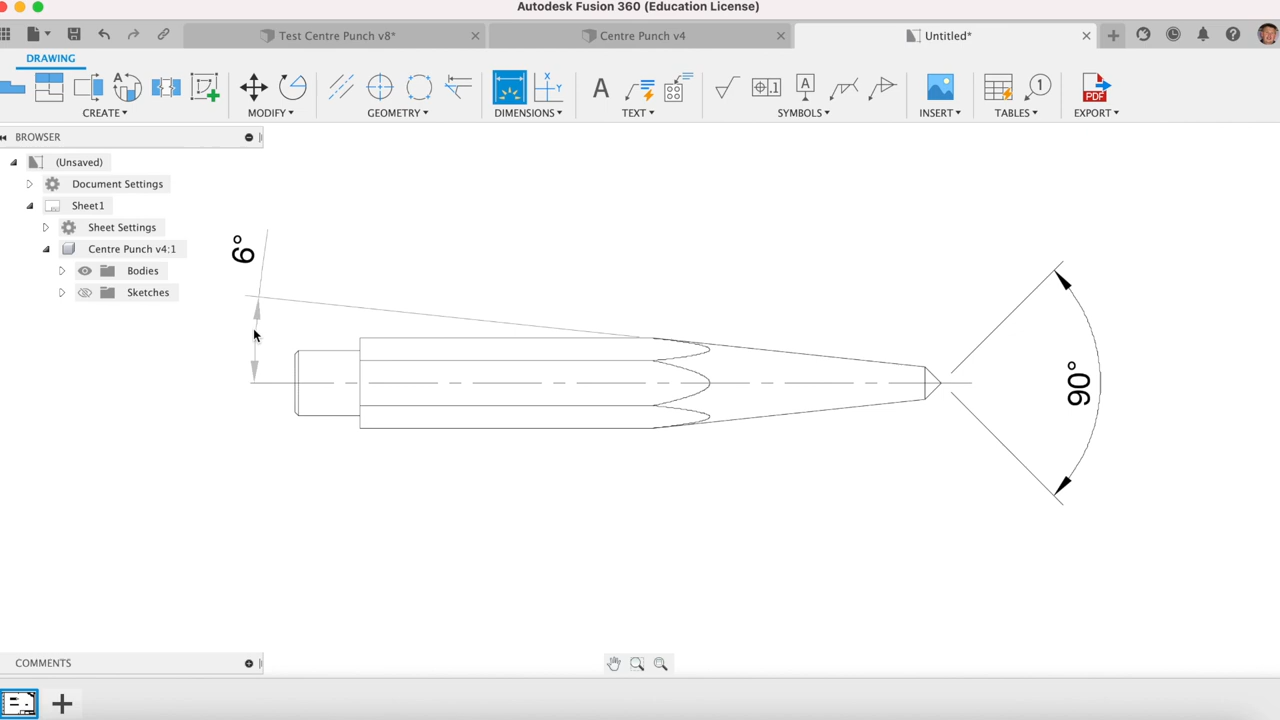 Autodesk Fusion 360 (Education License)
Test Centre Punch v8*
Centre Punch v4
Untitled*
DRAWING
CREATE
MODIFY
GEOMETRY
DIMENSIONS
TEXT
SYMBOLS
INSERT
TABLES
EXPORT
A
X
Y
A
.1
A
1
PDF
BROWSER
(Unsaved)
Document Settings
Sheet1
Sheet Settings
Centre Punch v4:1
Bodies
Sketches
6°
90°
COMMENTS